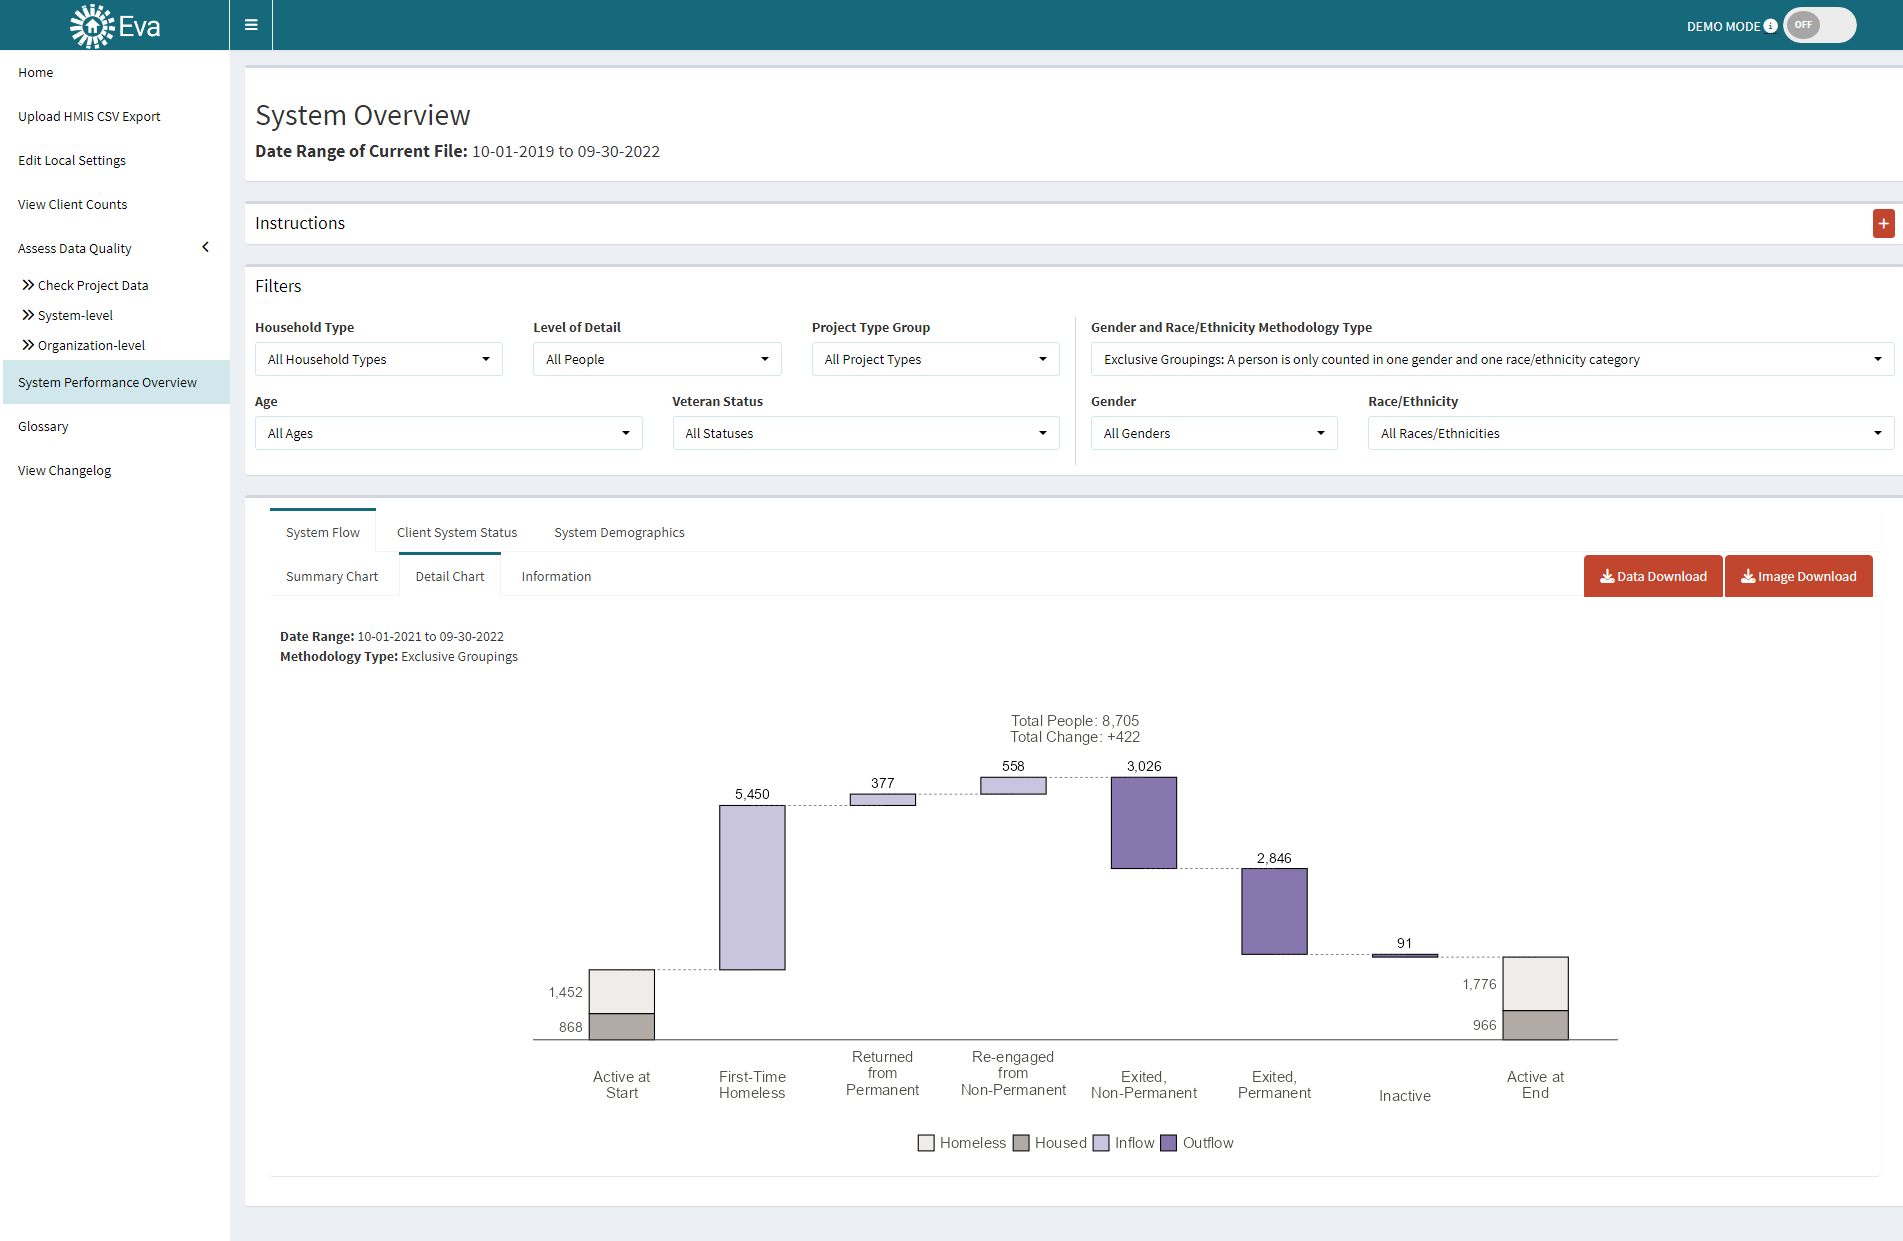 Eva
DEMO MODE
OFF
Home
Upload HMIS CSV Export
Edit Local Settings
View Client Counts
Assess Data Quality
Check Project Data
System-level
Organization-level
System Performance Overview
Glossary
View Changelog
System Overview
Date Range of Current File: 10-01-2019 to 09-30-2022
Instructions
Filters
Household Type
All Household Types
Level of Detail
All People
Project Type Group
All Project Types
Gender and Race/Ethnicity Methodology Type
Exclusive Groupings: A person is only counted in one gender and one race/ethnicity category
Age
All Ages
Veteran Status
All Statuses
Gender
All Genders
Race/Ethnicity
All Races/Ethnicities
System Flow
Client System Status
System Demographics
Summary Chart
Detail Chart
Information
Data Download
Image Download
Date Range: 10-01-2021 to 09-30-2022
Methodology Type: Exclusive Groupings
Total People: 8,705
Total Change: +422
5,450
377
558
3,026
2,846
91
1,452
868
1,776
966
Active at
Start
First-Time
Homeless
Returned
from
Permanent
Re-engaged
from
Non-Permanent
Exited,
Non-Permanent
Exited,
Permanent
Inactive
Active at
End
Homeless
Housed
Inflow
Outflow